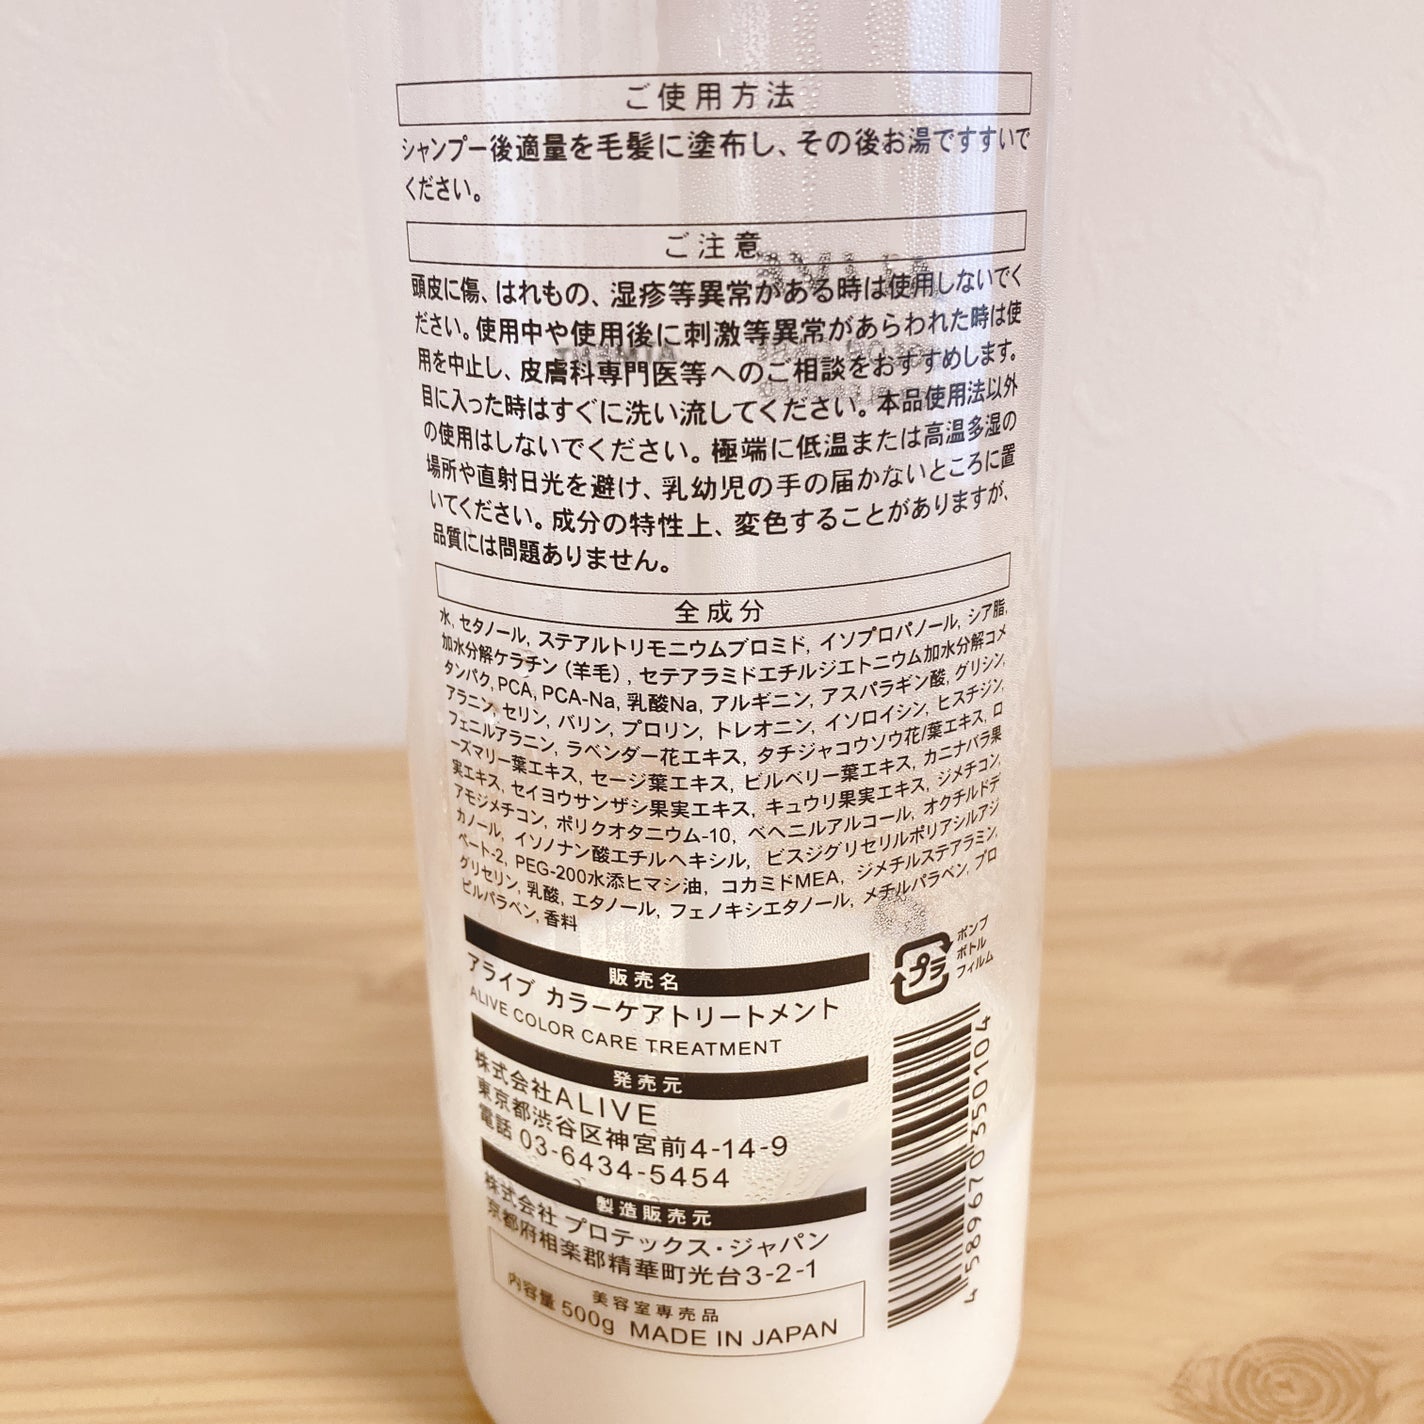 ご使用方法
シャンプー後適量を毛髪に塗布し、その後お湯ですすいで
ください。
ご注意
頭皮に傷、はれもの、湿疹等異常がある時は使用しないでく
ださい。使用中や使用後に刺激等異常があらわれた時は使
用を中止し、皮膚科専門医等へのご相談をおすすめします。
目に入った時はすぐに洗い流してください。本品使用法以外
の使用はしないでください。極端に低温または高温多湿の
場所や直射日光を避け、乳幼児の手の届かないところに置
いてください。成分の特性上、変色することがありますが、
品質には問題ありません。
全成分
水, セタノール, ステアルトリモニウムブロミド, イソプロパノール, シア脂,
加水分解ケラチン（羊毛）, セテアラミドエチルジエトニウム加水分解コメ
タンパク, PCA, PCA-Na, 乳酸Na, アルギニン, アスパラギン酸, グリシン,
アラニン, セリン, バリン, プロリン, トレオニン, イソロイシン, ヒスチジン,
フェニルアラニン, ラベンダー花エキス, タチジャコウソウ花/葉エキス, ロ
ーズマリー葉エキス, セージ葉エキス, ビルベリー葉エキス, カニナバラ果
実エキス, セイヨウサンザシ果実エキス, キュウリ果実エキス, ジメチコン,
アモジメチコン, ポリクオタニウム-10, ベヘニルアルコール, オクチルドデ
カノール, イソノナン酸エチルヘキシル, ビスジグリセリルポリアシルアジ
ペート-2, PEG-200水添ヒマシ油, コカミドMEA, ジメチルステアラミン,
グリセリン, 乳酸, エタノール, フェノキシエタノール, メチルパラベン, プロ
ピルパラベン, 香料
販売名
アライブ カラーケアトリートメント
ALIVE COLOR CARE TREATMENT
発売元
株式会社ALIVE
東京都渋谷区神宮前4-14-9
電話 03-6434-5454
製造販売元
株式会社 プロテックス・ジャパン
京都府相楽郡精華町光台3-2-1
美容室専売品
内容量 500g MADE IN JAPAN
プラ
ポンプ
ボトル
フィルム
4 589670 350104